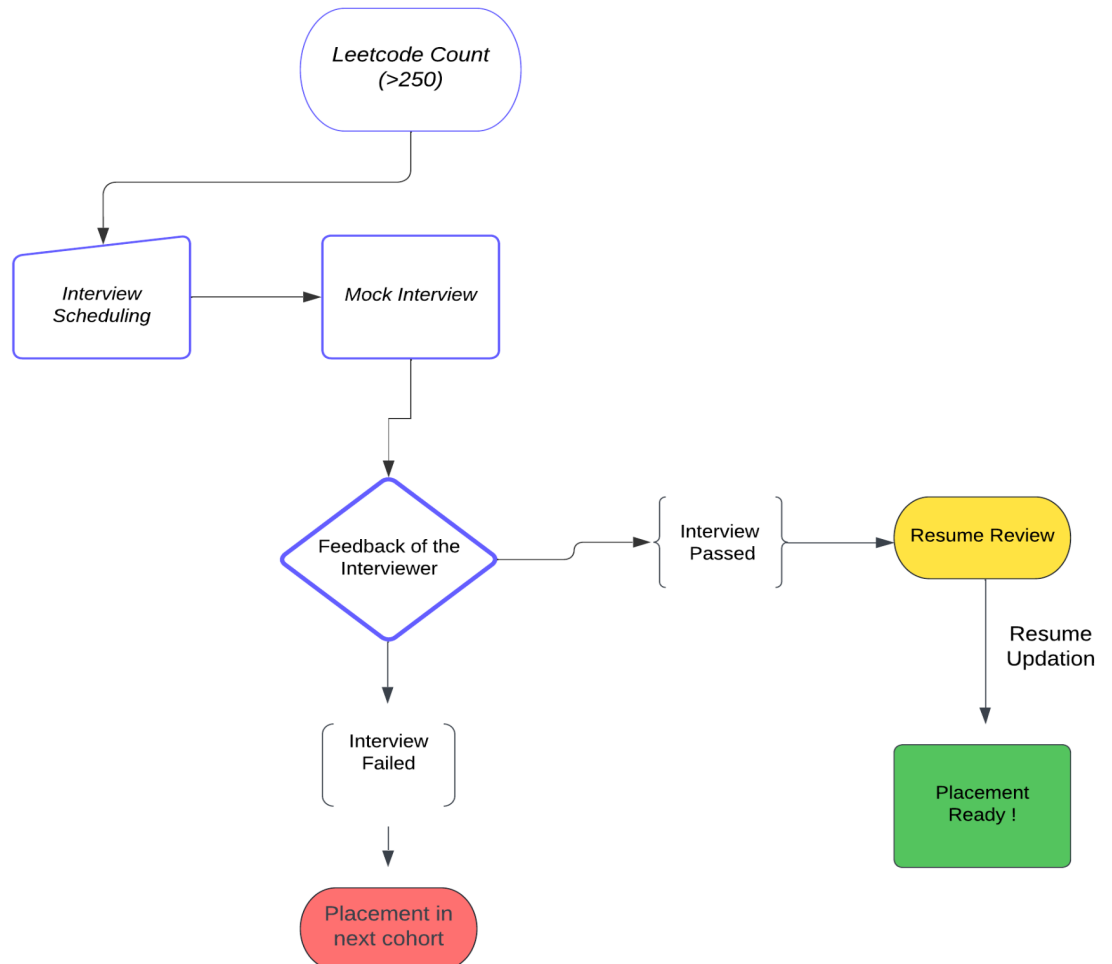 Leetcode Count
(>250)
Interview
Scheduling
Mock Interview
Feedback of the
Interviewer
Interview
Passed
Resume Review
Resume
Updation
Interview
Failed
Placement
Ready !
Placement in
next cohort